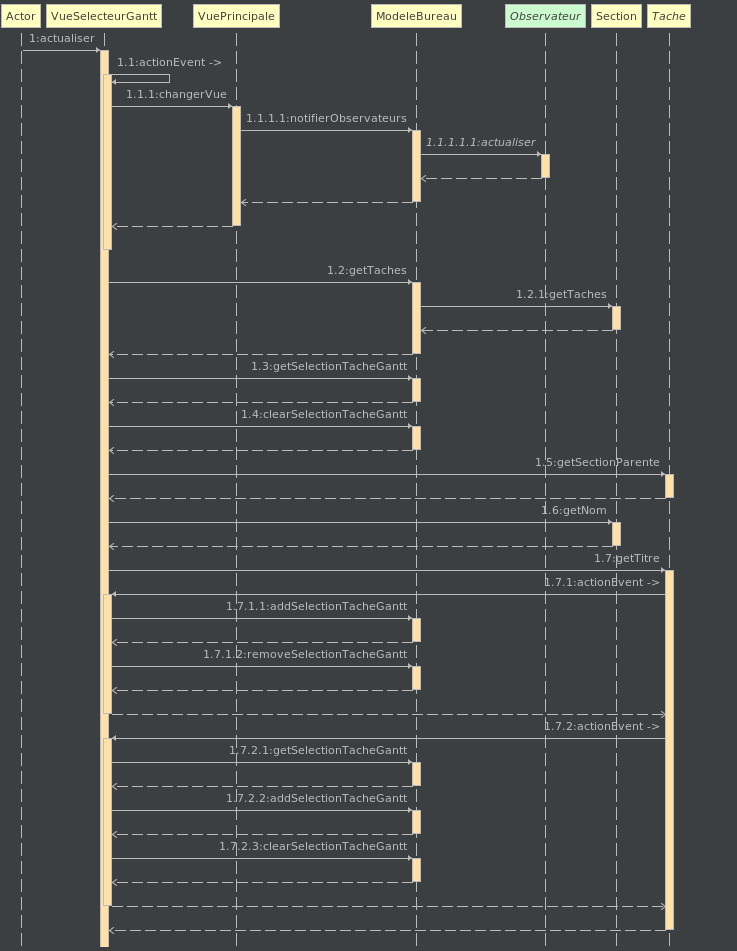 Actor VueSelecteurGantt VuePrincipale ModeleBureau Observateur Section Tache
1:actualiser
1.1:actionEvent ->
1.1.1:changerVue
1.1.1.1:notifierObservateurs
1.1.1.1.1:actualiser
1.2:getTaches
1.2.1:getTaches
1.3:getSelectionTacheGantt
1.4:clearSelectionTacheGantt
1.5:getSectionParente
1.6:getNom
1.7:getTitre
1.7.1:actionEvent ->
1.7.1.1:addSelectionTacheGantt
1.7.1.2:removeSelectionTacheGantt
1.7.2:actionEvent ->
1.7.2.1:getSelectionTacheGantt
1.7.2.2:addSelectionTacheGantt
1.7.2.3:clearSelectionTacheGantt